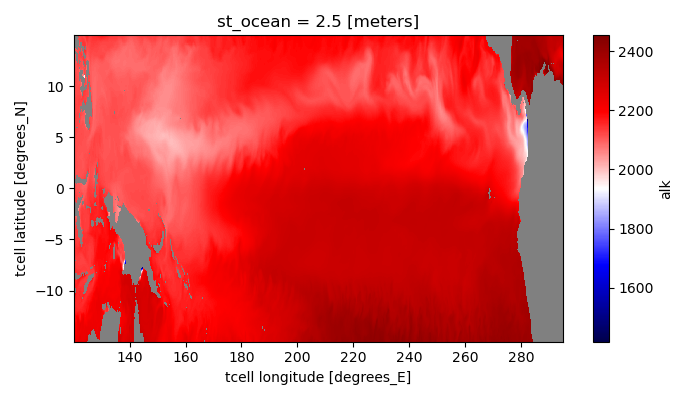 st_ocean = 2.5 [meters]
10
5
0
−5
−10
tcell latitude [degrees_N]
140 160 180 200 220 240 260 280
tcell longitude [degrees_E]
2400
2200
2000
1800
1600
alk